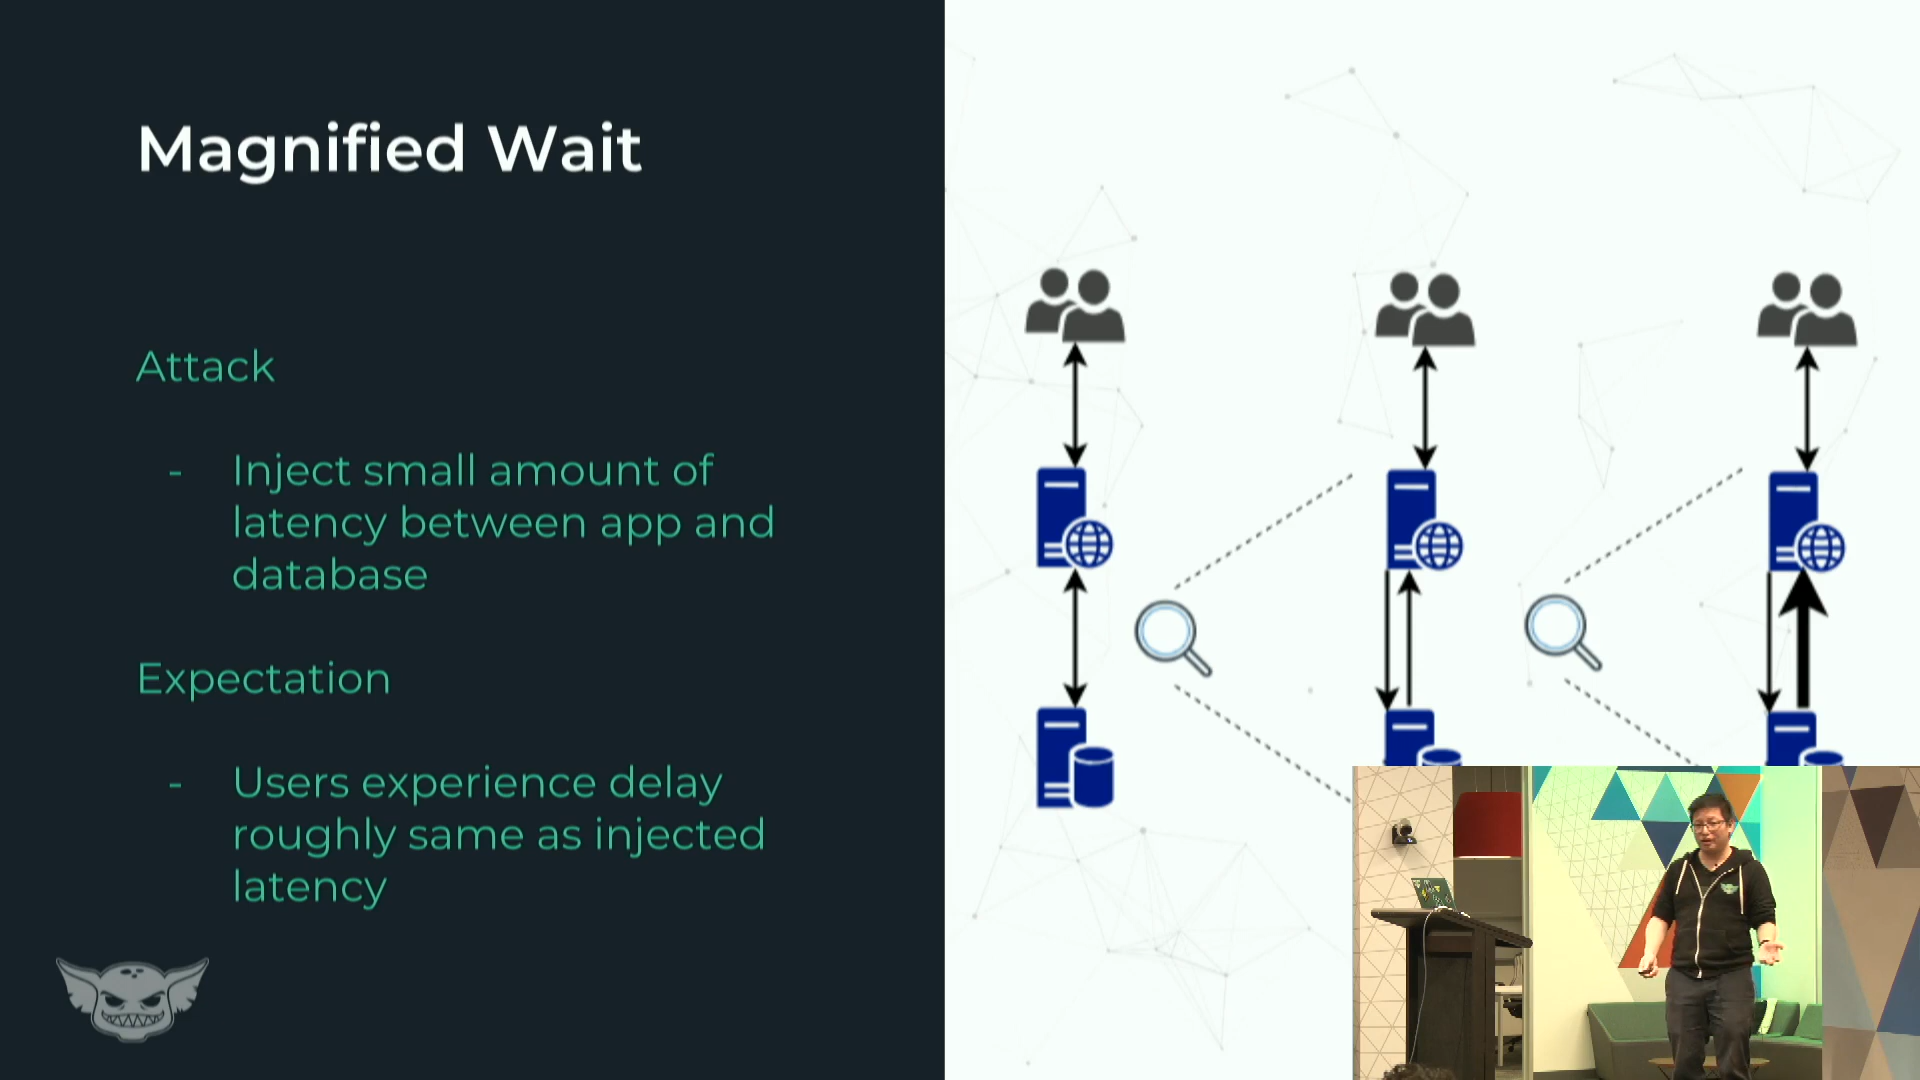 Magnified Wait
Attack
- Inject small amount of
latency between app and
database
Expectation
- Users experience delay
roughly same as injected
latency